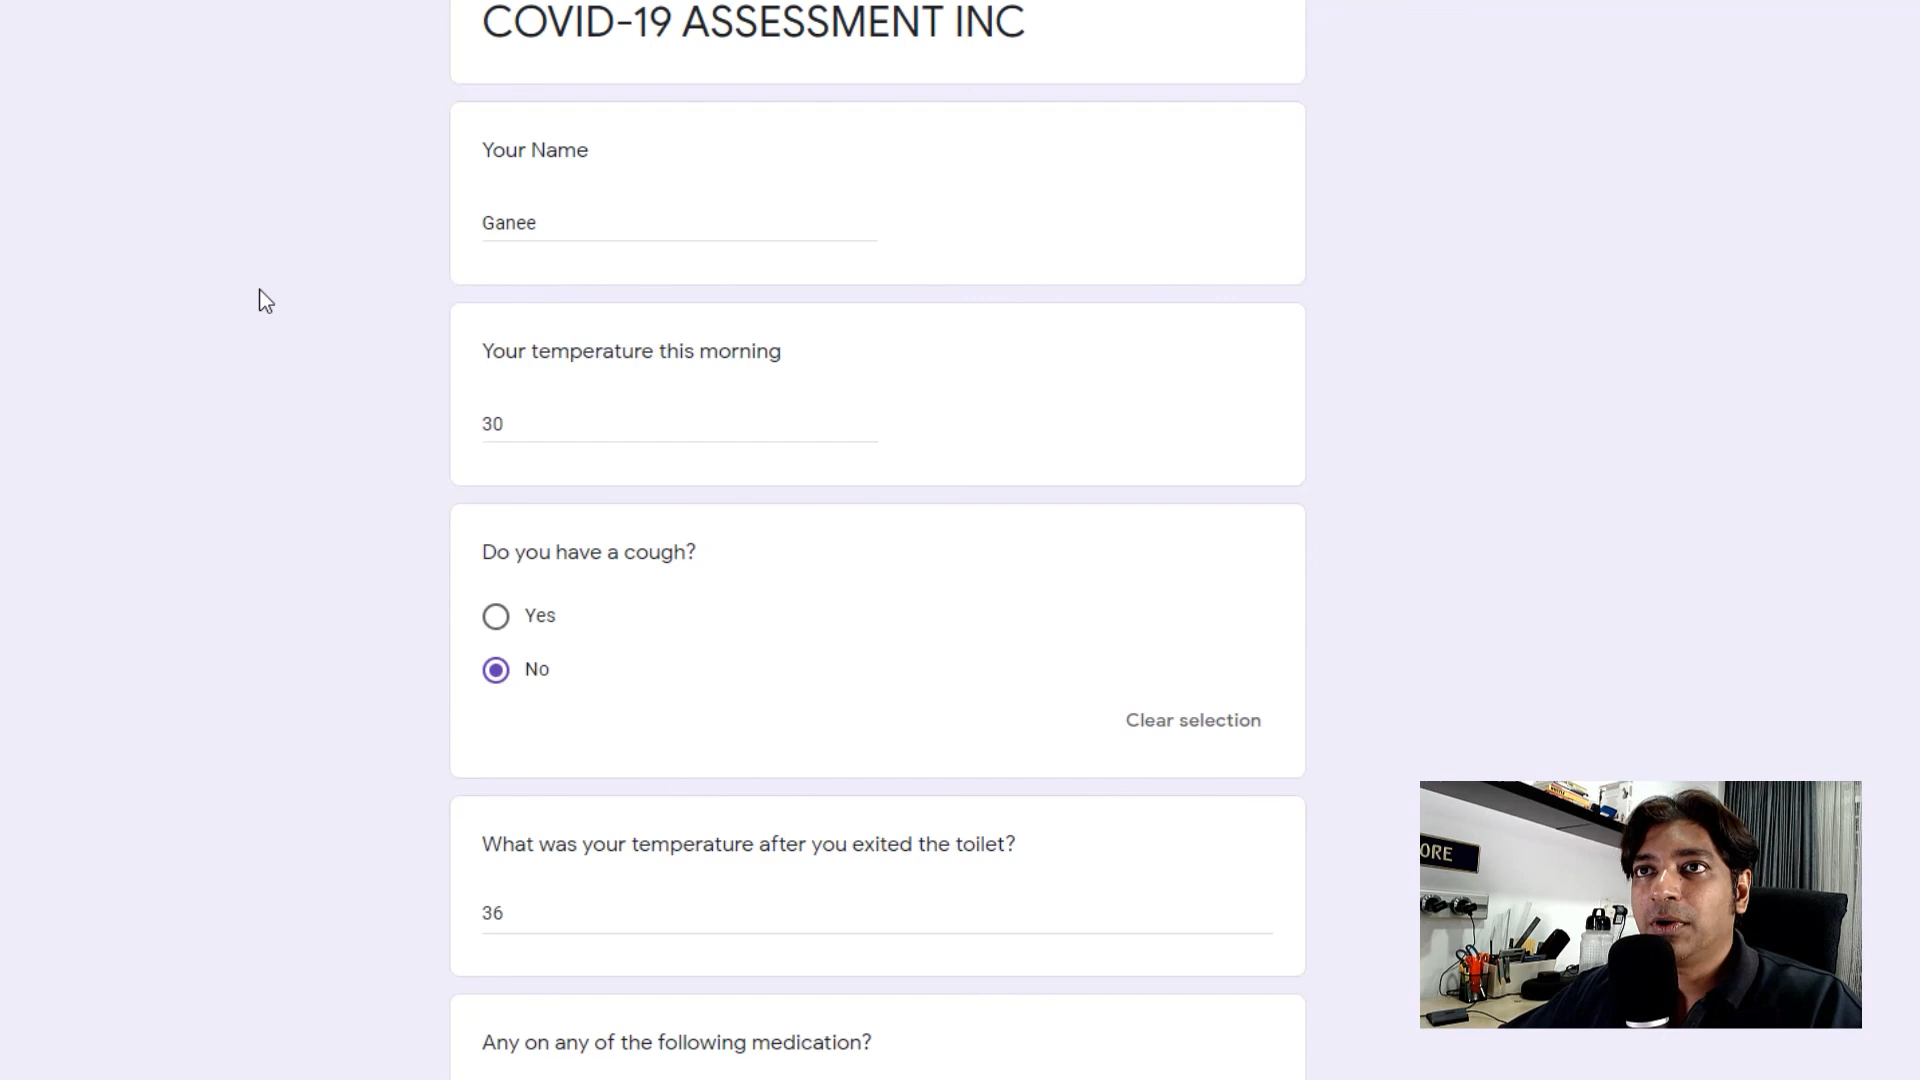 COVID-19 ASSESSMENT INC
Your Name
Ganee
Your temperature this morning
30
Do you have a cough?
Yes
No
Clear selection
What was your temperature after you exited the toilet?
36
Any on any of the following medication?
ORE